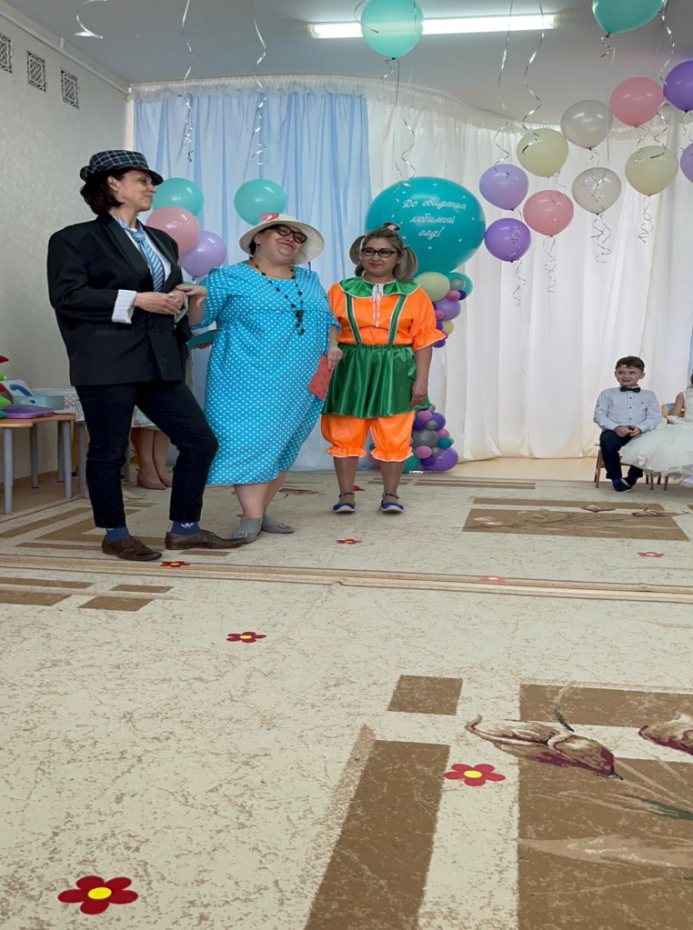 До свидания
любимый
сад!